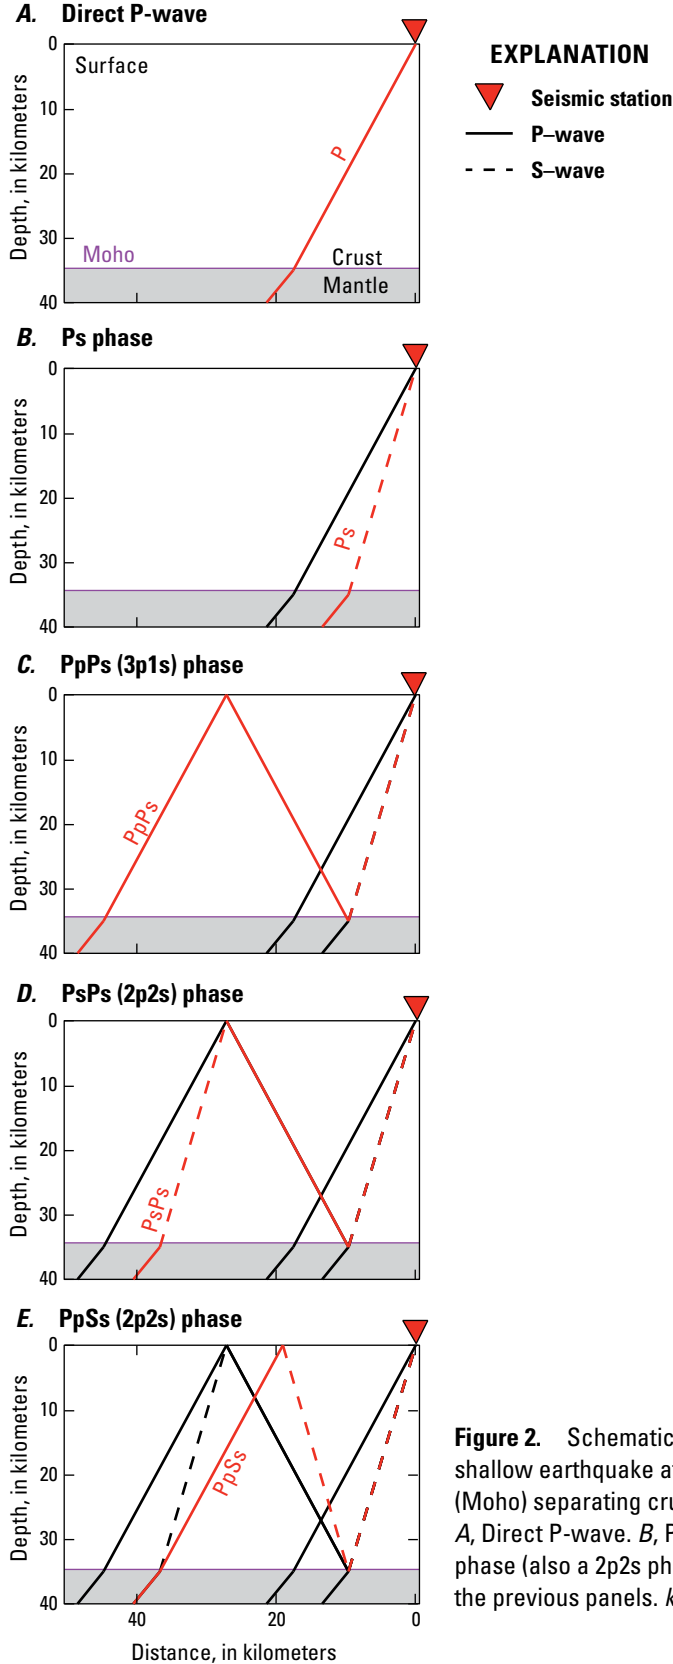 A. Direct P-wave
0
Surface
10
P
20
30
Moho
Crust
Mantle
40
40
20
0
Depth, in kilometers
EXPLANATION
Seismic station
P–wave
S–wave
B. Ps phase
0
10
20
Ps
30
40
Depth, in kilometers
C. PpPs (3p1s) phase
0
10
PpPs
20
30
40
Depth, in kilometers
D. PsPs (2p2s) phase
0
10
20
PsPs
30
40
Depth, in kilometers
E. PpSs (2p2s) phase
0
10
PpSs
20
30
40
Depth, in kilometers
40
20
0
Distance, in kilometers
Figure 2. Schematic
shallow earthquake at
(Moho) separating cru
A, Direct P-wave. B, P
phase (also a 2p2s ph
the previous panels. k